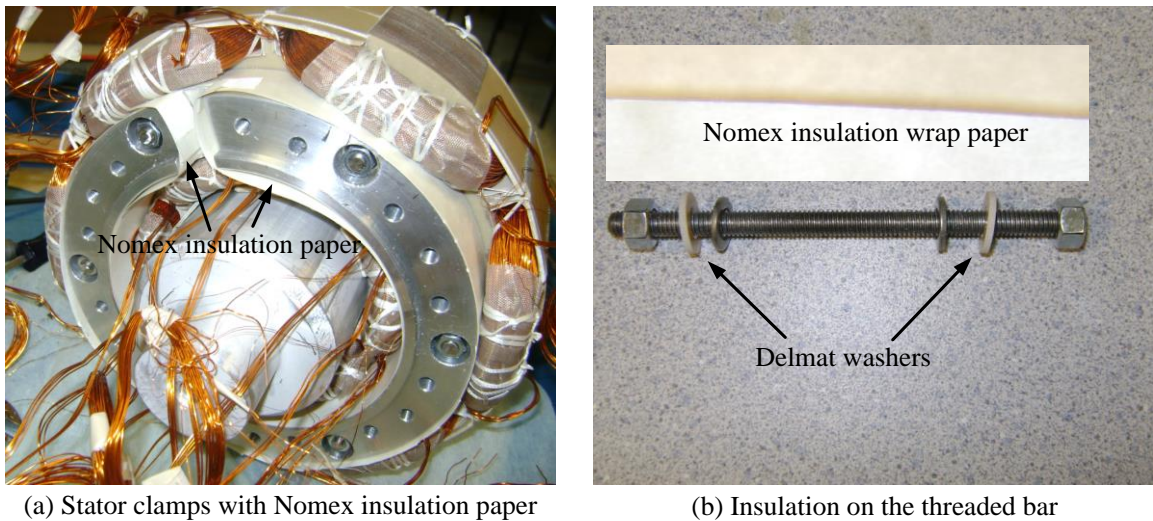 Nomex insulation paper
(a) Stator clamps with Nomex insulation paper
Nomex insulation wrap paper
Delmat washers
(b) Insulation on the threaded bar